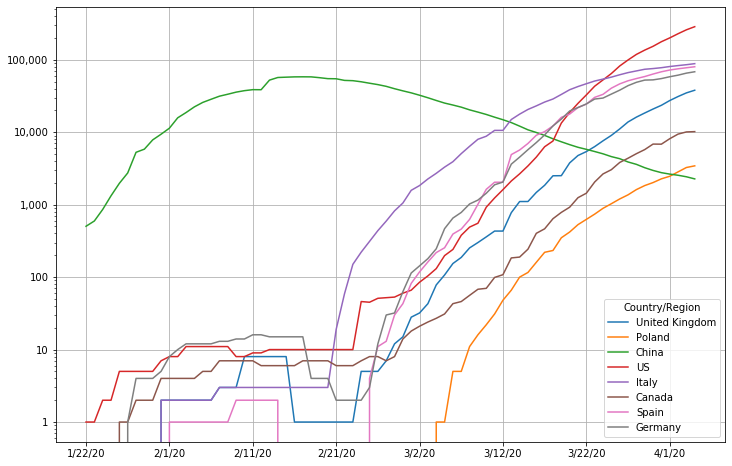 100,000
10,000
1,000
100
10
1
1/22/20 2/1/20 2/11/20 2/21/20 3/2/20 3/12/20 3/22/20 4/1/20
Country/Region
United Kingdom
Poland
China
US
Italy
Canada
Spain
Germany